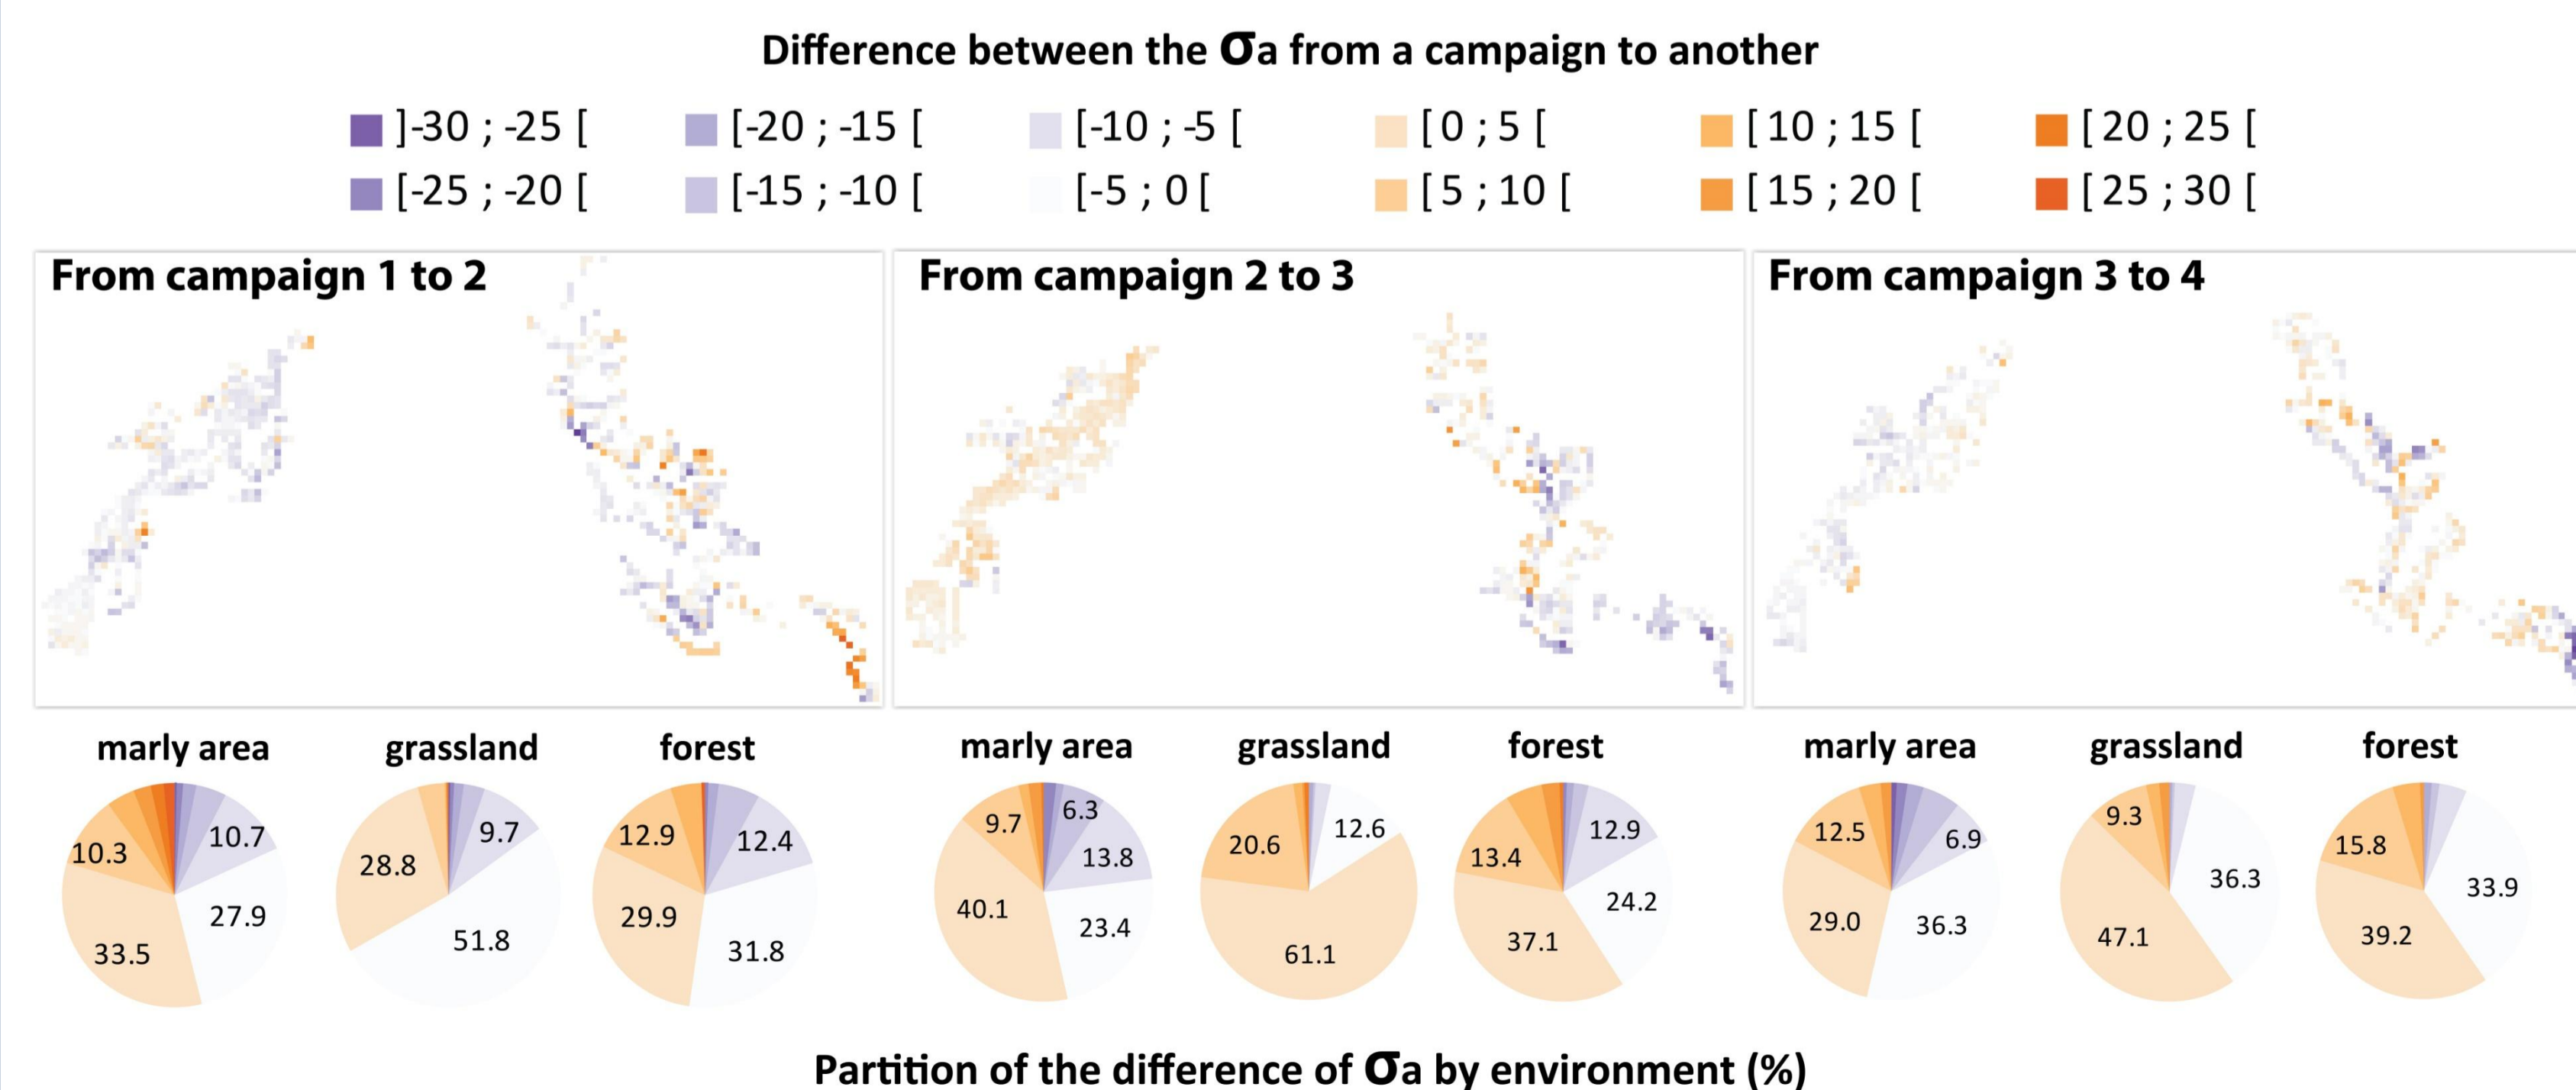 Difference between the σa from a campaign to another
]-30 ; -25 [ [-20 ; -15 [ [-10 ; -5 [ [ 0 ; 5 [ [ 10 ; 15 [ [ 20 ; 25 [
[-25 ; -20 [ [-15 ; -10 [ [-5 ; 0 [ [ 5 ; 10 [ [ 15 ; 20 [ [ 25 ; 30 [
From campaign 1 to 2
From campaign 2 to 3
From campaign 3 to 4
marly area
10.3
10.7
27.9
33.5
grassland
9.7
28.8
51.8
forest
12.9
12.4
29.9
31.8
marly area
6.3
9.7
13.8
40.1
23.4
grassland
12.6
20.6
61.1
forest
12.9
13.4
24.2
37.1
marly area
12.5
6.9
29.0
36.3
grassland
9.3
36.3
47.1
forest
15.8
33.9
39.2
Partition of the difference of σa by environment (%)